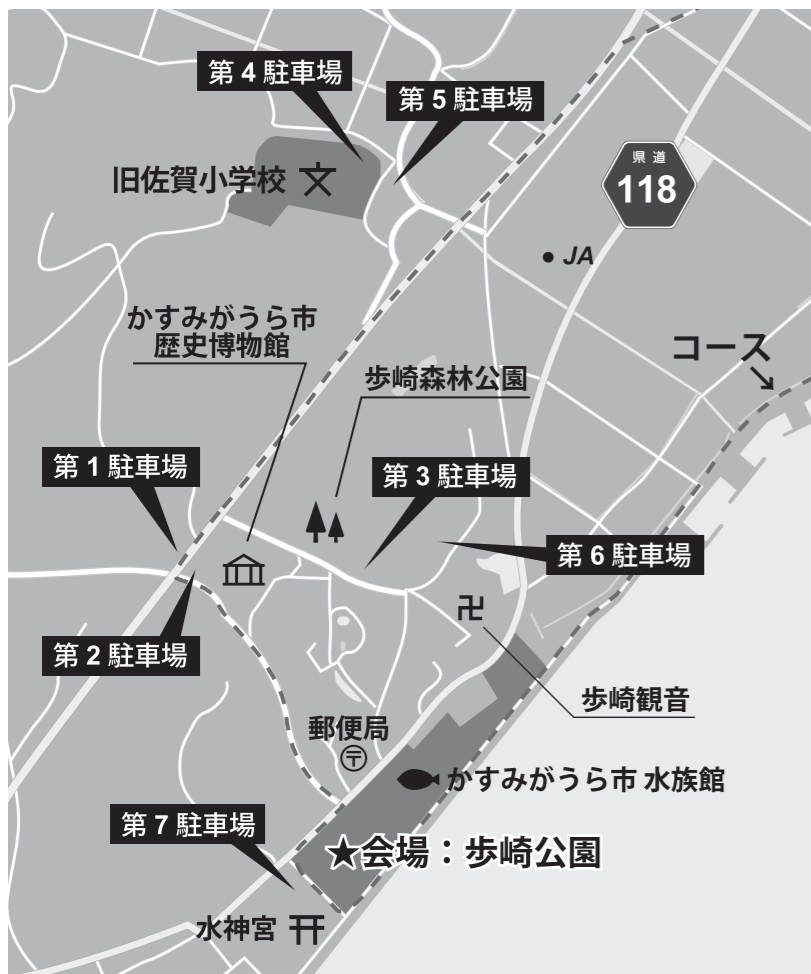 第4駐車場
第5駐車場
県道
118
旧佐賀小学校 文
JA
かすみがうら市
歴史博物館
コース
歩崎森林公園
第1駐車場
第3駐車場
第6駐車場
卍
第2駐車場
歩崎観音
郵便局
〒
かすみがうら市 水族館
第7駐車場
★会場：歩崎公園
水神宮